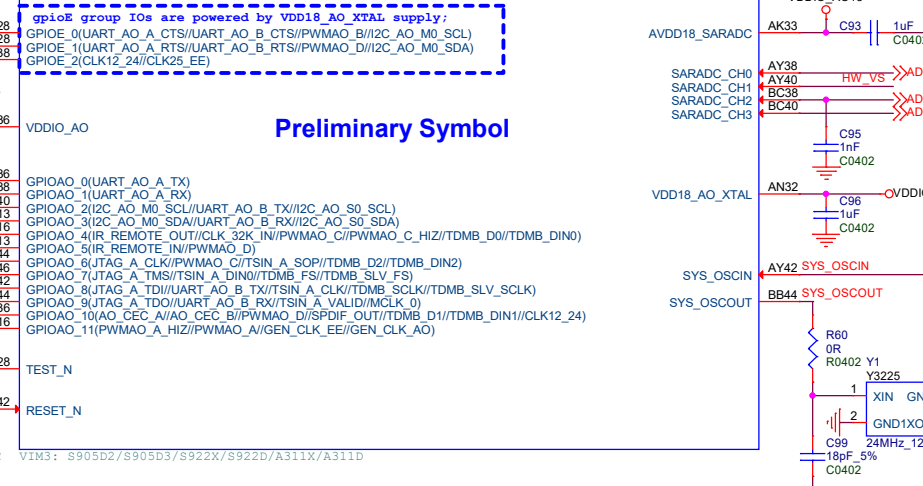 gpioE group IOs are powered by VDD18_AO_XTAL supply;
GPIOE_0(UART_AO_A_CTS//UART_AO_B_CTS//PWMAO_B//I2C_AO_M0_SCL)
GPIOE_1(UART_AO_A_RTS//UART_AO_B_RTS//PWMAO_D//I2C_AO_M0_SDA)
GPIOE_2(CLK12_24//CLK25_EE)
AVDD18_SARADC
AK33
C93
1uF
SARADC_CH0
AY38
SARADC_CH1
AY40
HW_VS
SARADC_CH2
BC38
SARADC_CH3
BC40
AD
AD
AD
VDDIO_AO
Preliminary Symbol
C95
1nF
C0402
GPIOAO_0(UART_AO_A_TX)
GPIOAO_1(UART_AO_A_RX)
GPIOAO_2(I2C_AO_M0_SCL//UART_AO_B_TX//I2C_AO_S0_SCL)
GPIOAO_3(I2C_AO_M0_SDA//UART_AO_B_RX//I2C_AO_S0_SDA)
GPIOAO_4(IR_REMOTE_OUT//CLK_32K_IN//PWMAO_C//PWMAO_C_HIZ//TDMB_D0//TDMB_DIN0)
GPIOAO_5(IR_REMOTE_IN//PWMAO_D)
GPIOAO_6(JTAG_A_CLK//PWMAO_C//TSIN_A_SOP//TDMB_D2//TDMB_DIN2)
GPIOAO_7(JTAG_A_TMS//TSIN_A_DIN0//TDMB_FS//TDMB_SLV_FS)
GPIOAO_8(JTAG_A_TDI//UART_AO_B_TX//TSIN_A_CLK//TDMB_SCLK//TDMB_SLV_SCLK)
GPIOAO_9(JTAG_A_TDO//UART_AO_B_RX//TSIN_A_VALID//MCLK_0)
GPIOAO_10(AO_CEC_A//AO_CEC_B//PWMAO_D//SPDIF_OUT//TDMB_D1//TDMB_DIN1//CLK12_24)
GPIOAO_11(PWMAO_A_HIZ//PWMAO_A//GEN_CLK_EE//GEN_CLK_AO)
VDD18_AO_XTAL
AN32
C96
1uF
C0402
SYS_OSCIN
AY42
SYS_OSCIN
SYS_OSCOUT
BB44
SYS_OSCOUT
TEST_N
RESET_N
R60
0R
R0402
Y1
Y3225
1
XIN
2
GND1
C99
18pF_5%
C0402
VIM3: S905D2/S905D3/S922X/S922D/A311X/A311D